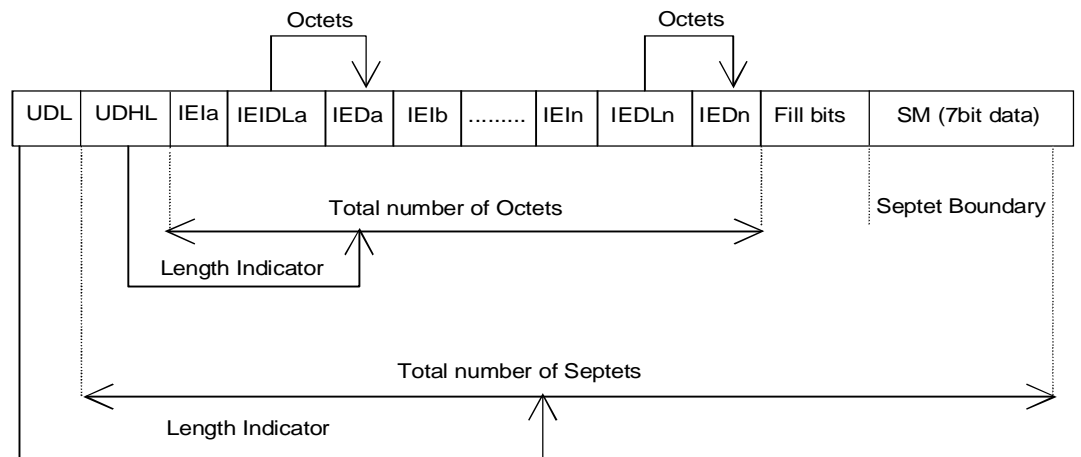 Octets Octets
UDL UDHL IEIa IEIDLa IEDa IEIb ......... IEIn IEDLn IEDn Fill bits SM (7bit data)
Total number of Octets
Septet Boundary
Length Indicator
Total number of Septets
Length Indicator